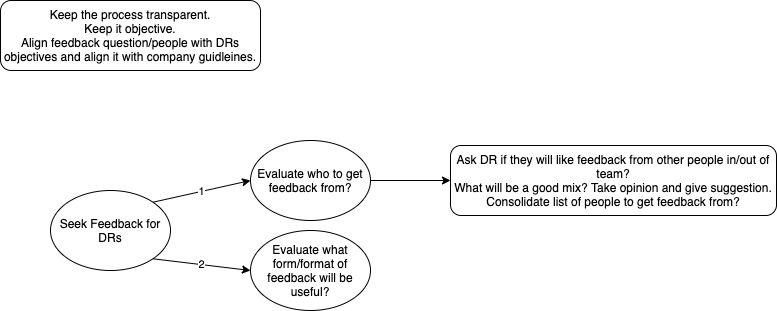 Keep the process transparent.
Keep it objective.
Align feedback question/people with DRs
objectives and align it with company guidleines.
Evaluate who to get
feedback from?
Ask DR if they will like feedback from other people in/out of
team?
What will be a good mix? Take opinion and give suggestion.
Consolidate list of people to get feedback from?
1
Seek Feedback for
DRs
2
Evaluate what
form/format of
feedback will be
useful?